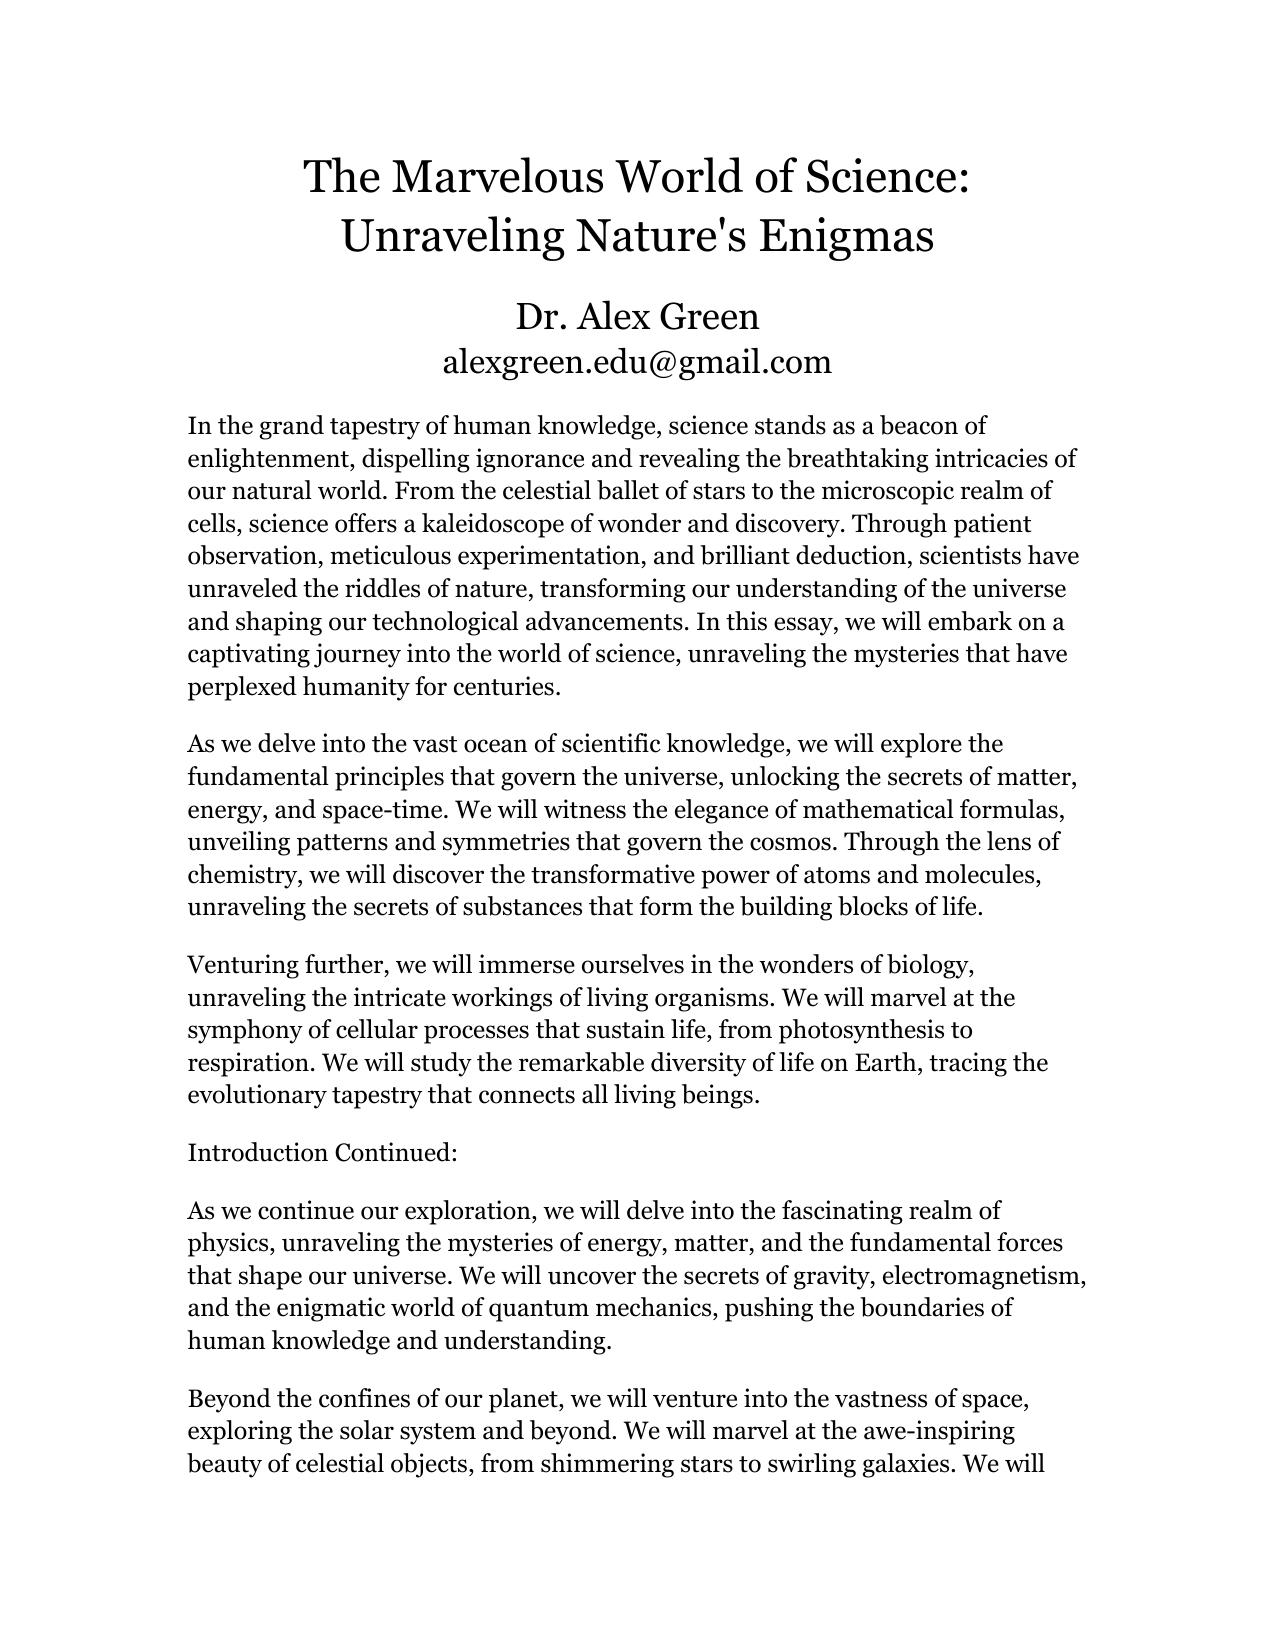 The Marvelous World of Science:
Unraveling Nature's Enigmas
Dr. Alex Green
alexgreen.edu@gmail.com
In the grand tapestry of human knowledge, science stands as a beacon of
enlightenment, dispelling ignorance and revealing the breathtaking intricacies of
our natural world. From the celestial ballet of stars to the microscopic realm of
cells, science offers a kaleidoscope of wonder and discovery. Through patient
observation, meticulous experimentation, and brilliant deduction, scientists have
unraveled the riddles of nature, transforming our understanding of the universe
and shaping our technological advancements. In this essay, we will embark on a
captivating journey into the world of science, unraveling the mysteries that have
perplexed humanity for centuries.
As we delve into the vast ocean of scientific knowledge, we will explore the
fundamental principles that govern the universe, unlocking the secrets of matter,
energy, and space-time. We will witness the elegance of mathematical formulas,
unveiling patterns and symmetries that govern the cosmos. Through the lens of
chemistry, we will discover the transformative power of atoms and molecules,
unraveling the secrets of substances that form the building blocks of life.
Venturing further, we will immerse ourselves in the wonders of biology,
unraveling the intricate workings of living organisms. We will marvel at the
symphony of cellular processes that sustain life, from photosynthesis to
respiration. We will study the remarkable diversity of life on Earth, tracing the
evolutionary tapestry that connects all living beings.
Introduction Continued:
As we continue our exploration, we will delve into the fascinating realm of
physics, unraveling the mysteries of energy, matter, and the fundamental forces
that shape our universe. We will uncover the secrets of gravity, electromagnetism,
and the enigmatic world of quantum mechanics, pushing the boundaries of
human knowledge and understanding.
Beyond the confines of our planet, we will venture into the vastness of space,
exploring the solar system and beyond. We will marvel at the awe-inspiring
beauty of celestial objects, from shimmering stars to swirling galaxies. We will